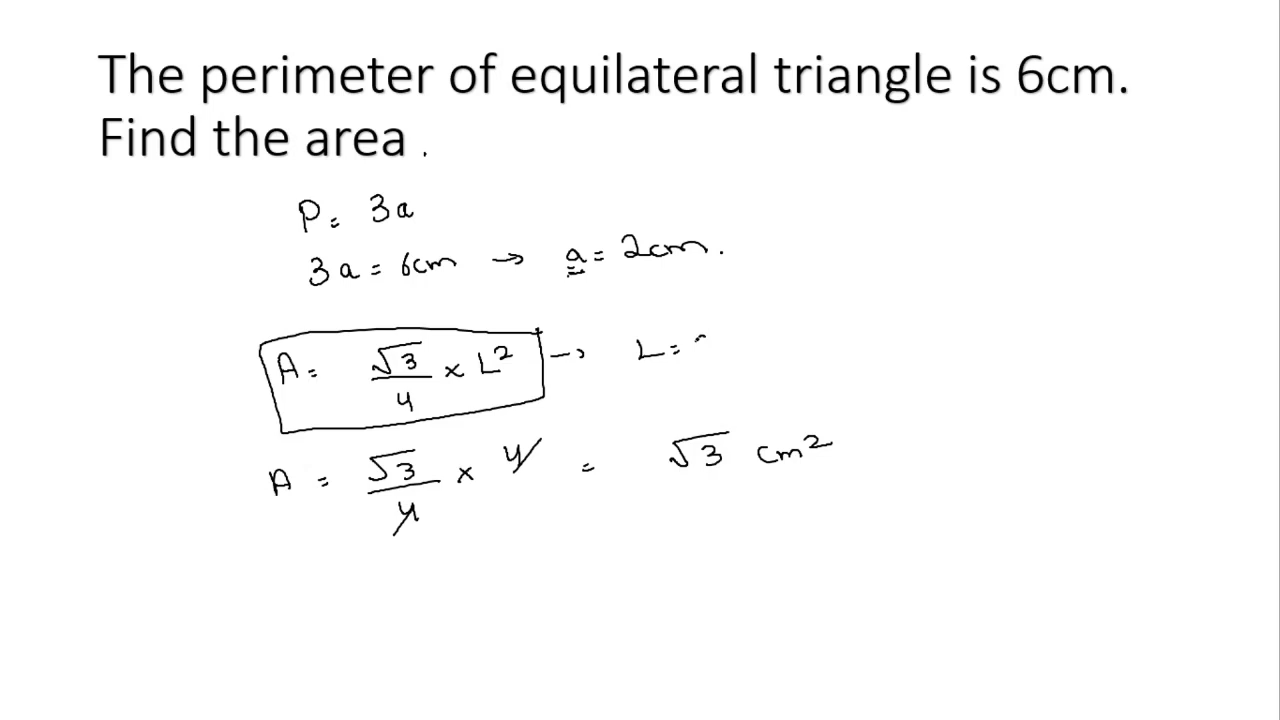 The perimeter of equilateral triangle is 6cm.
Find the area .
P = 3a
3a = 6cm → a = 2cm.
A = √3/4 × L² → L =
A = √3/4 × 4 = √3 cm²